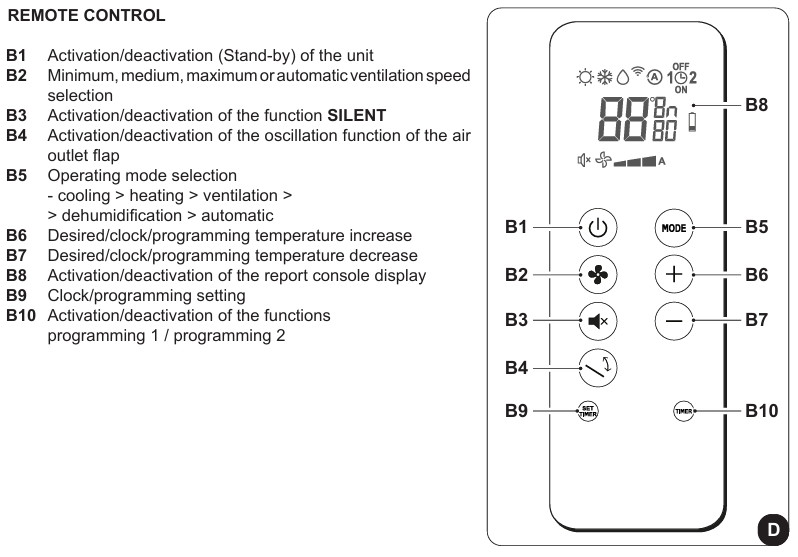 REMOTE CONTROL
B1 Activation/deactivation (Stand-by) of the unit
B2 Minimum, medium, maximum or automatic ventilation speed
selection
B3 Activation/deactivation of the function SILENT
B4 Activation/deactivation of the oscillation function of the air
outlet flap
B5 Operating mode selection
- cooling > heating > ventilation >
> dehumidification > automatic
B6 Desired/clock/programming temperature increase
B7 Desired/clock/programming temperature decrease
B8 Activation/deactivation of the report console display
B9 Clock/programming setting
B10 Activation/deactivation of the functions
programming 1 / programming 2
OFF
A 1 2
ON
88 ° 8n
80
B8
A
B1 MODE B5
B2 + B6
B3 − B7
B4
B9 SET TIMER TIMER B10
D